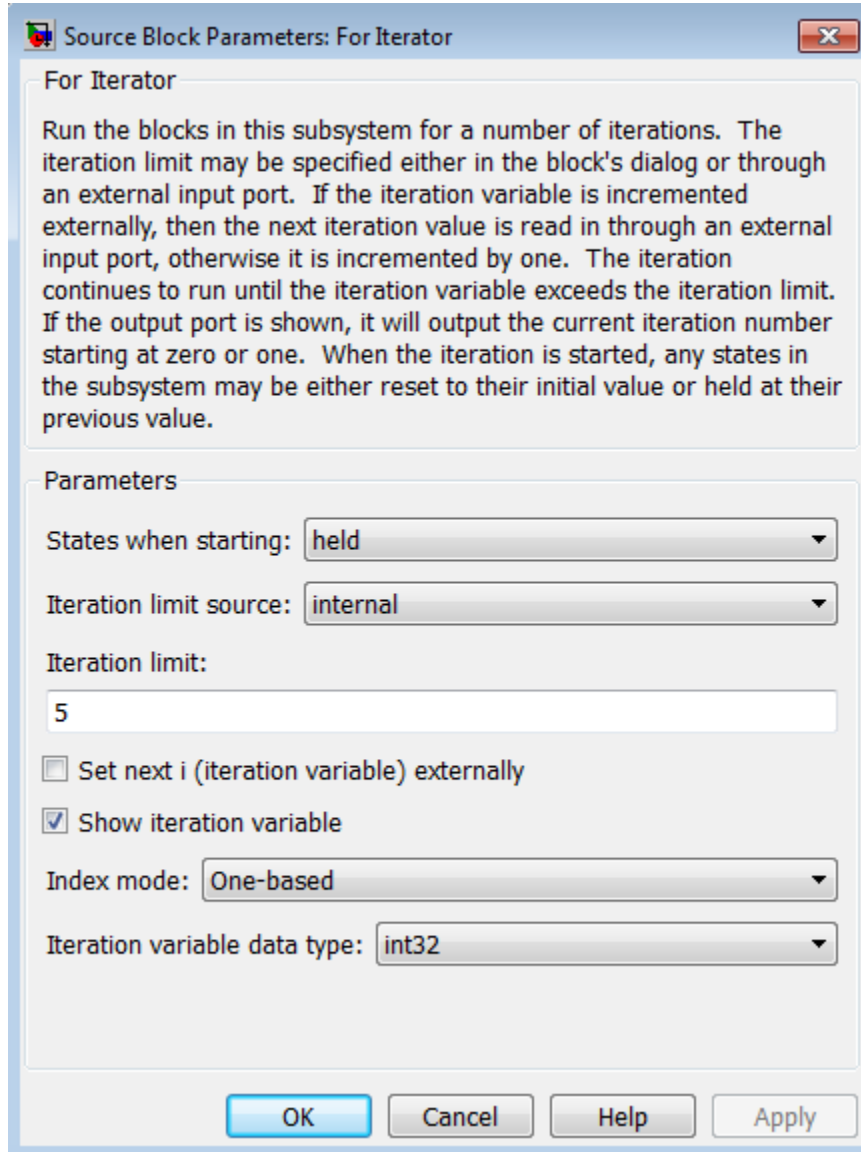 Source Block Parameters: For Iterator
For Iterator
Run the blocks in this subsystem for a number of iterations.  The
iteration limit may be specified either in the block's dialog or through
an external input port.  If the iteration variable is incremented
externally, then the next iteration value is read in through an external
input port, otherwise it is incremented by one.  The iteration
continues to run until the iteration variable exceeds the iteration limit.
If the output port is shown, it will output the current iteration number
starting at zero or one.  When the iteration is started, any states in
the subsystem may be either reset to their initial value or held at their
previous value.
Parameters
States when starting: held
Iteration limit source: internal
Iteration limit:
5
Set next i (iteration variable) externally
Show iteration variable
Index mode: One-based
Iteration variable data type: int32
OK Cancel Help Apply